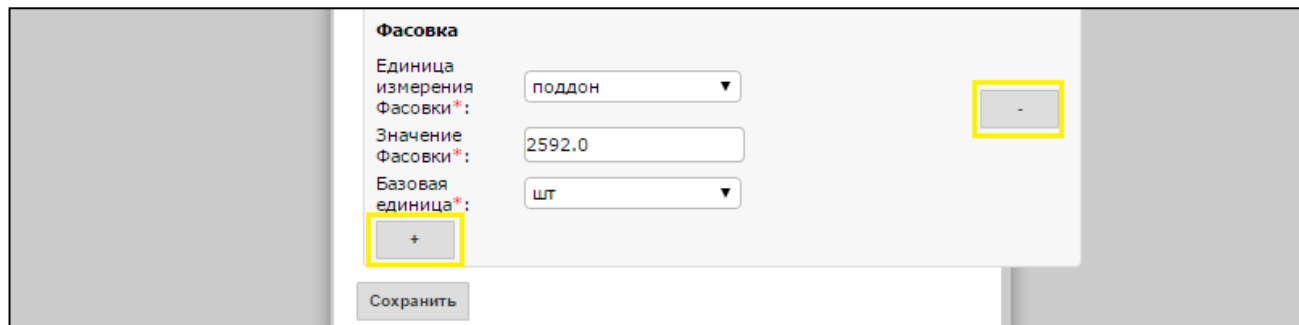 Фасовка
Единица
измерения
Фасовки*:
поддон
-
Значение
Фасовки*:
2592.0
Базовая
единица*:
шт
+
Сохранить